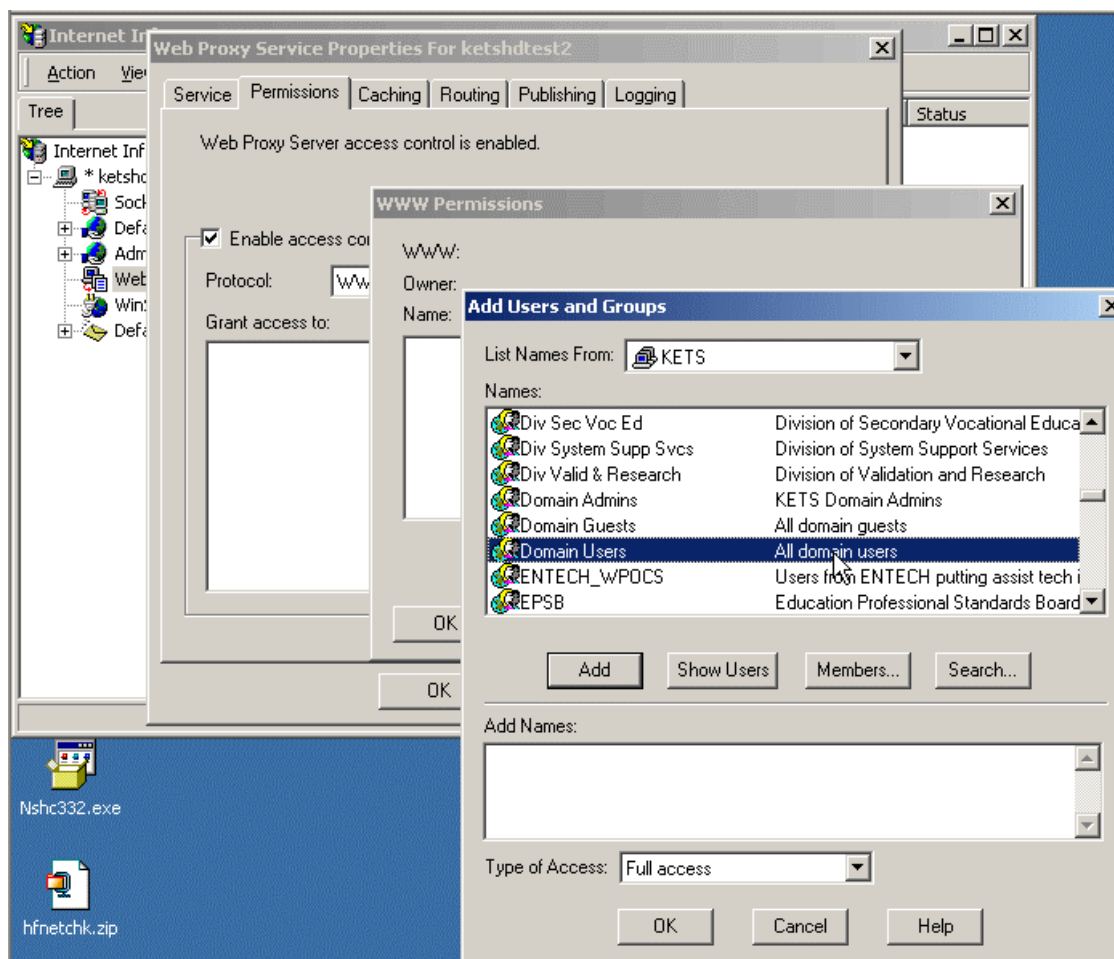 Internet Inf
Action Vie
Tree
Status
Internet Inf
* ketshd
Sock
Defa
Adm
Web
Win
Defa
Web Proxy Service Properties For ketshdtest2
Service Permissions Caching Routing Publishing Logging
Web Proxy Server access control is enabled.
Enable access con
Protocol: WW
Grant access to:
OK
WWW Permissions
WWW:
Owner:
Name:
OK
Add Users and Groups
List Names From: KETS
Names:
Div Sec Voc Ed Division of Secondary Vocational Educa
Div System Supp Svcs Division of System Support Services
Div Valid & Research Division of Validation and Research
Domain Admins KETS Domain Admins
Domain Guests All domain guests
Domain Users All domain users
ENTECH_WPOCS Users from ENTECH putting assist tech i
EPSB Education Professional Standards Board
Add Show Users Members... Search...
Add Names:
Type of Access: Full access
OK Cancel Help
Nshc332.exe
hfnetchk.zip